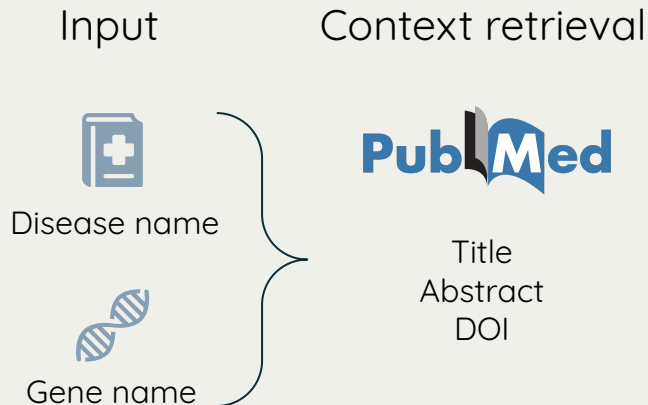 Input
Context retrieval
PubMed
Disease name
Title
Abstract
DOI
Gene name